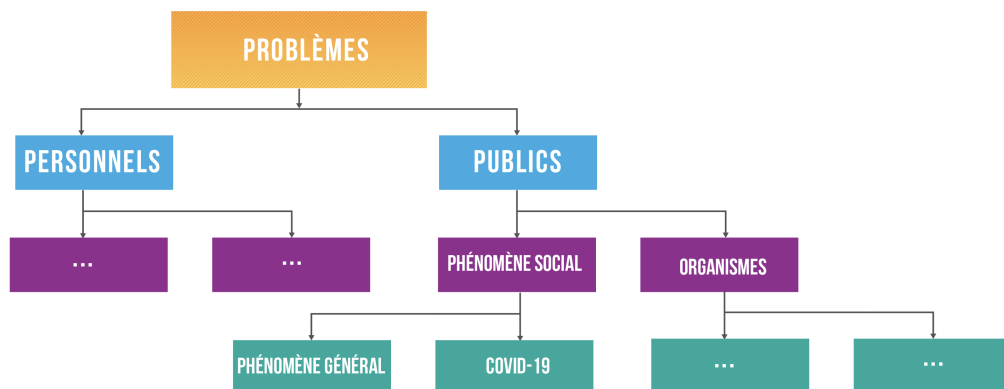 PROBLÈMES
PERSONNELS
PUBLICS
...
...
PHÉNOMÈNE SOCIAL
ORGANISMES
PHÉNOMÈNE GÉNÉRAL
COVID-19
...
...